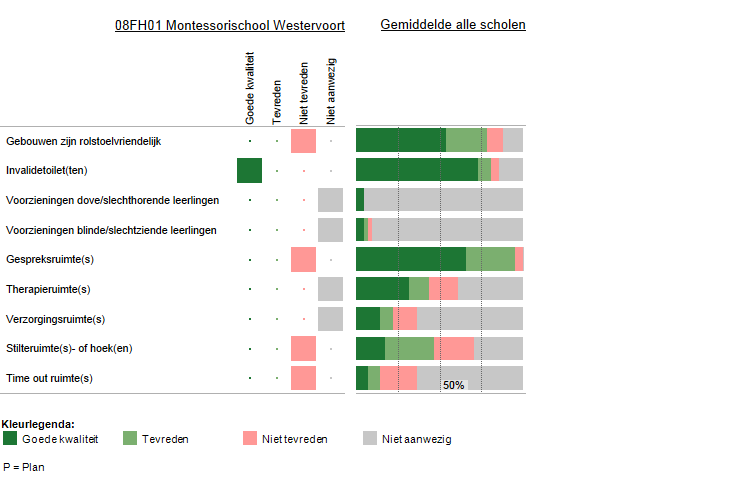 08FH01 Montessorischool Westervoort
Gemiddelde alle scholen
Goede kwaliteit
Tevreden
Niet tevreden
Niet aanwezig
Gebouwen zijn rolstoelvriendelijk
Invalidetoilet(ten)
Voorzieningen dove/slechthorende leerlingen
Voorzieningen blinde/slechtziende leerlingen
Gespreksruimte(s)
Therapieruimte(s)
Verzorgingsruimte(s)
Stilteruimte(s)- of hoek(en)
Time out ruimte(s)
50%
Kleurlegenda:
Goede kwaliteit Tevreden Niet tevreden Niet aanwezig
P = Plan